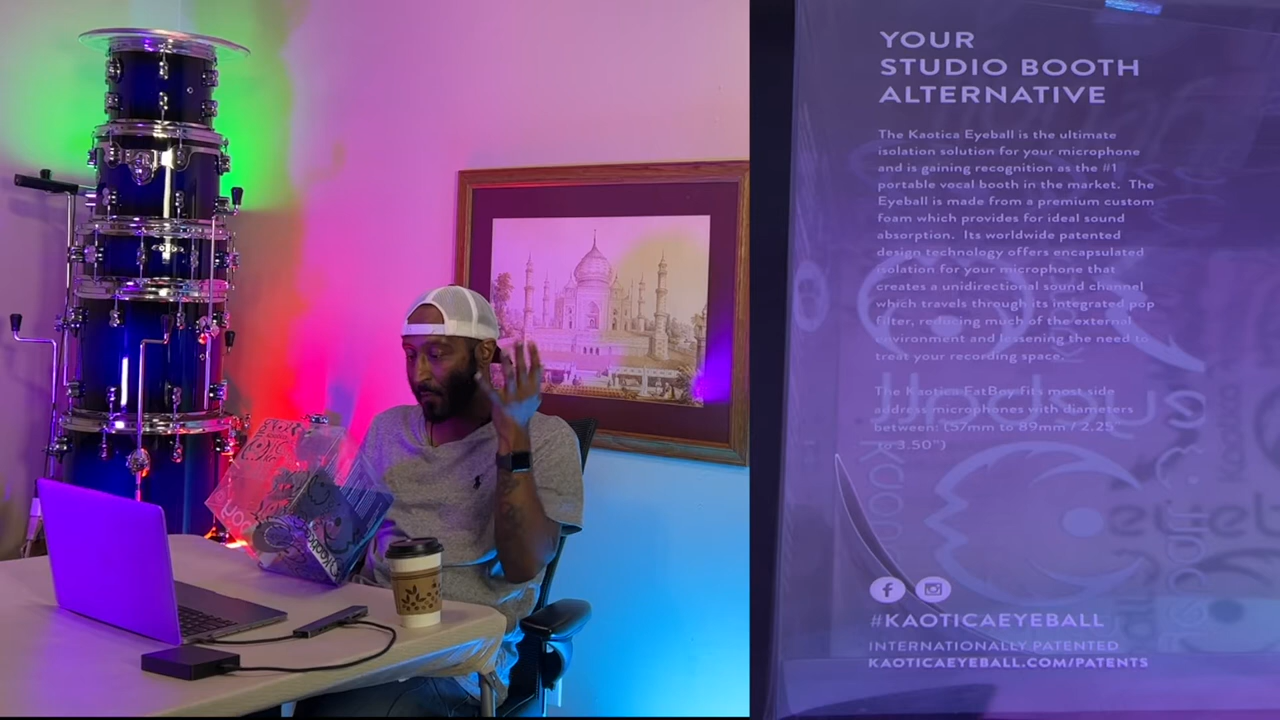 YOUR
STUDIO BOOTH
ALTERNATIVE
The Kaotica Eyeball is the ultimate
isolation solution for your microphone
and is gaining recognition as the #1
portable vocal booth in the market. The
Eyeball is made from a premium custom
foam which provides for ideal sound
absorption. Its worldwide patented
design technology offers encapsulated
isolation for your microphone that
creates a unidirectional sound channel
which travels through its integrated pop
filter, reducing much of the external
environment and lessening the need to
treat your recording space.
The Kaotica FatBoy fits most side
address microphones with diameters
between: (57mm to 89mm / 2.25"
to 3.50")
#KAOTICAEYEBALL
INTERNATIONALLY PATENTED
KAOTICAEYEBALL.COM/PATENTS
Kaotica